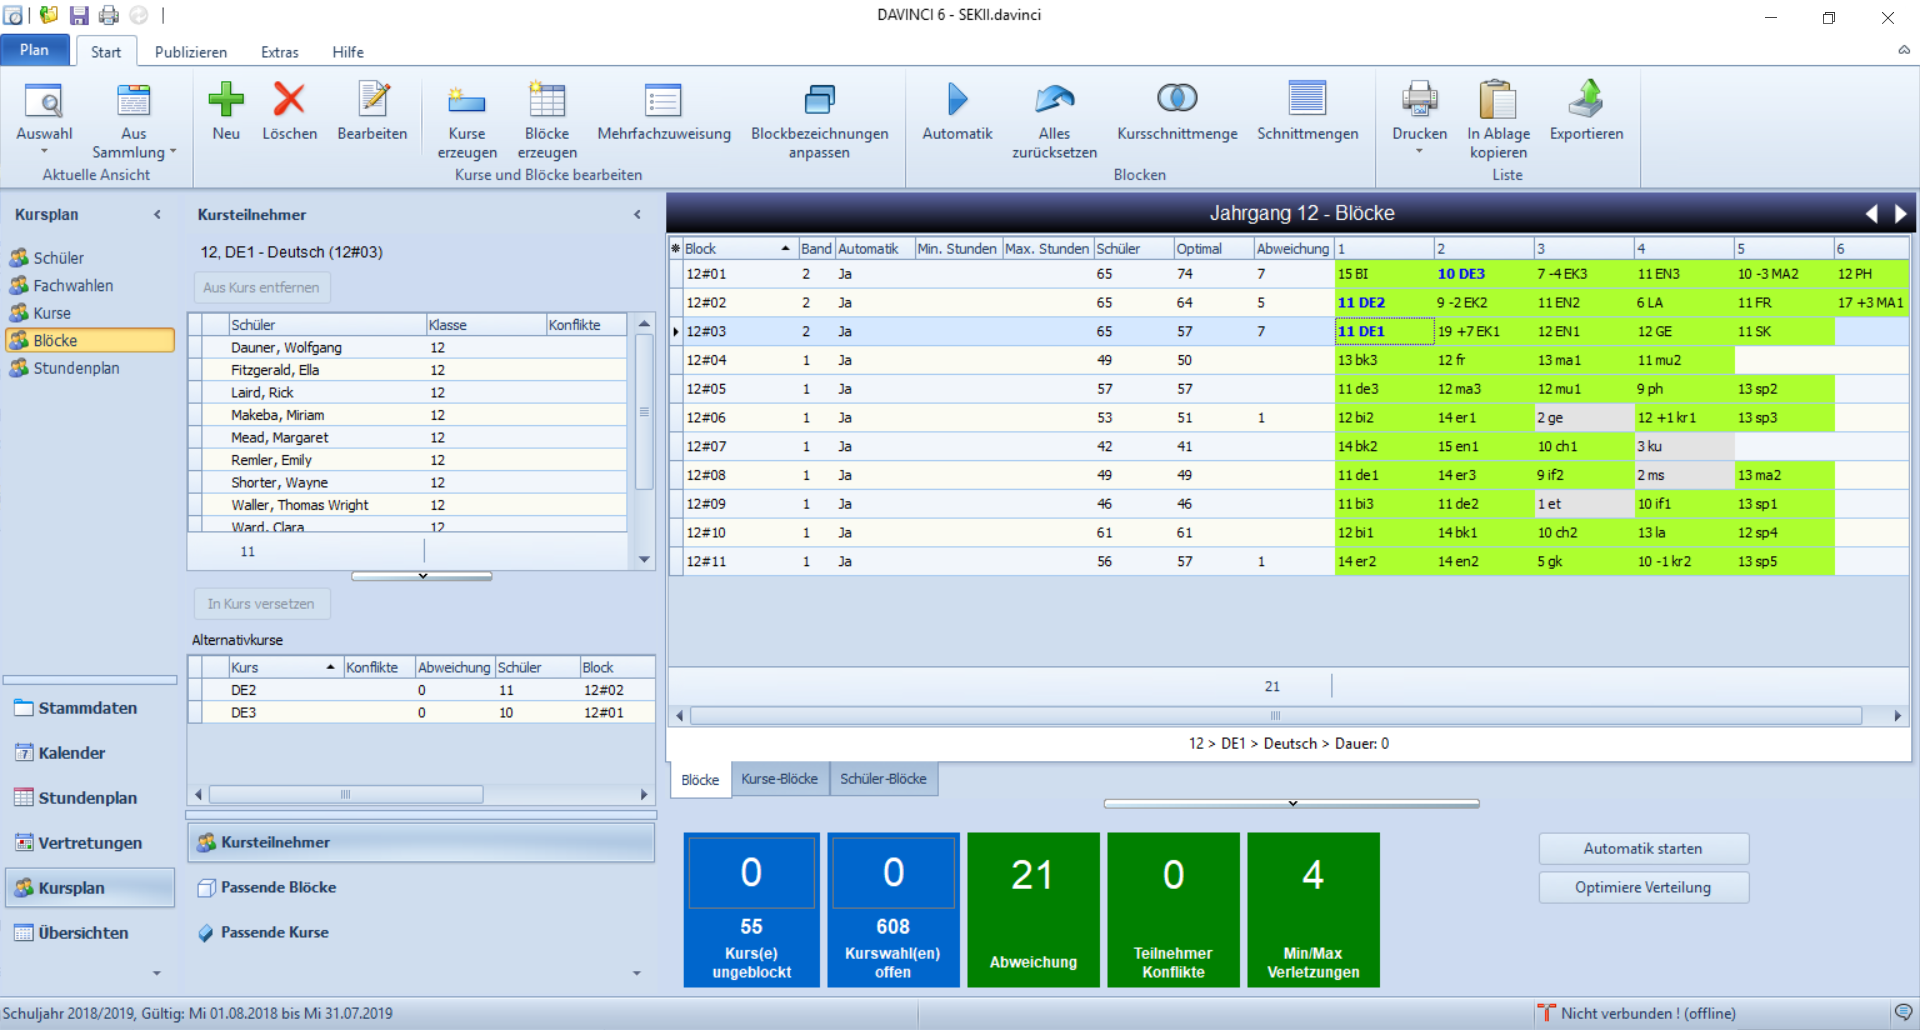 DAVINCI 6 - SEKII.davinci
Plan Start Publizieren Extras Hilfe
Auswahl
Aus Sammlung
Aktuelle Ansicht
Neu
Löschen
Bearbeiten
Kurse erzeugen
Blöcke erzeugen
Mehrfachzuweisung
Blockbezeichnungen anpassen
Kurse und Blöcke bearbeiten
Automatik
Alles zurücksetzen
Kursschnittmenge
Schnittmengen
Blocken
Drucken
In Ablage kopieren
Exportieren
Liste
Kursplan
Schüler
Fachwahlen
Kurse
Blöcke
Stundenplan
Stammdaten
Kalender
Stundenplan
Vertretungen
Kursplan
Übersichten
Kursteilnehmer
12, DE1 - Deutsch (12#03)
Aus Kurs entfernen
Schüler Klasse Konflikte
Dauner, Wolfgang 12
Fitzgerald, Ella 12
Laird, Rick 12
Makeba, Miriam 12
Mead, Margaret 12
Remler, Emily 12
Shorter, Wayne 12
Waller, Thomas Wright 12
Ward, Clara 12
11
In Kurs versetzen
Alternativkurse
Kurs Konflikte Abweichung Schüler Block
DE2 0 11 12#02
DE3 0 10 12#01
Kursteilnehmer
Passende Blöcke
Passende Kurse
Jahrgang 12 - Blöcke
Block Band Automatik Min. Stunden Max. Stunden Schüler Optimal Abweichung 1 2 3 4 5 6
12#01 2 Ja 65 74 7 15 BI 10 DE3 7 -4 EK3 11 EN3 10 -3 MA2 12 PH
12#02 2 Ja 65 64 5 11 DE2 9 -2 EK2 11 EN2 6 LA 11 FR 17 +3 MA1
12#03 2 Ja 65 57 7 11 DE1 19 +7 EK1 12 EN1 12 GE 11 SK
12#04 1 Ja 49 50 13 bk3 12 fr 13 ma1 11 mu2
12#05 1 Ja 57 57 11 de3 12 ma3 12 mu1 9 ph 13 sp2
12#06 1 Ja 53 51 1 12 bi2 14 er1 2 ge 12 +1 kr1 13 sp3
12#07 1 Ja 42 41 14 bk2 15 en1 10 ch1 3 ku
12#08 1 Ja 49 49 11 de1 14 er3 9 if2 2 ms 13 ma2
12#09 1 Ja 46 46 11 bi3 11 de2 1 et 10 if1 13 sp1
12#10 1 Ja 61 61 12 bi1 14 bk1 10 ch2 13 la 12 sp4
12#11 1 Ja 56 57 1 14 er2 14 en2 5 gk 10 -1 kr2 13 sp5
21
12 > DE1 > Deutsch > Dauer: 0
Blöcke Kurse-Blöcke Schüler-Blöcke
0
55
Kurs(e)
ungeblockt
0
608
Kurswahl(en)
offen
21
Abweichung
0
Teilnehmer
Konflikte
4
Min/Max
Verletzungen
Automatik starten
Optimiere Verteilung
Schuljahr 2018/2019, Gültig: Mi 01.08.2018 bis Mi 31.07.2019
Nicht verbunden ! (offline)